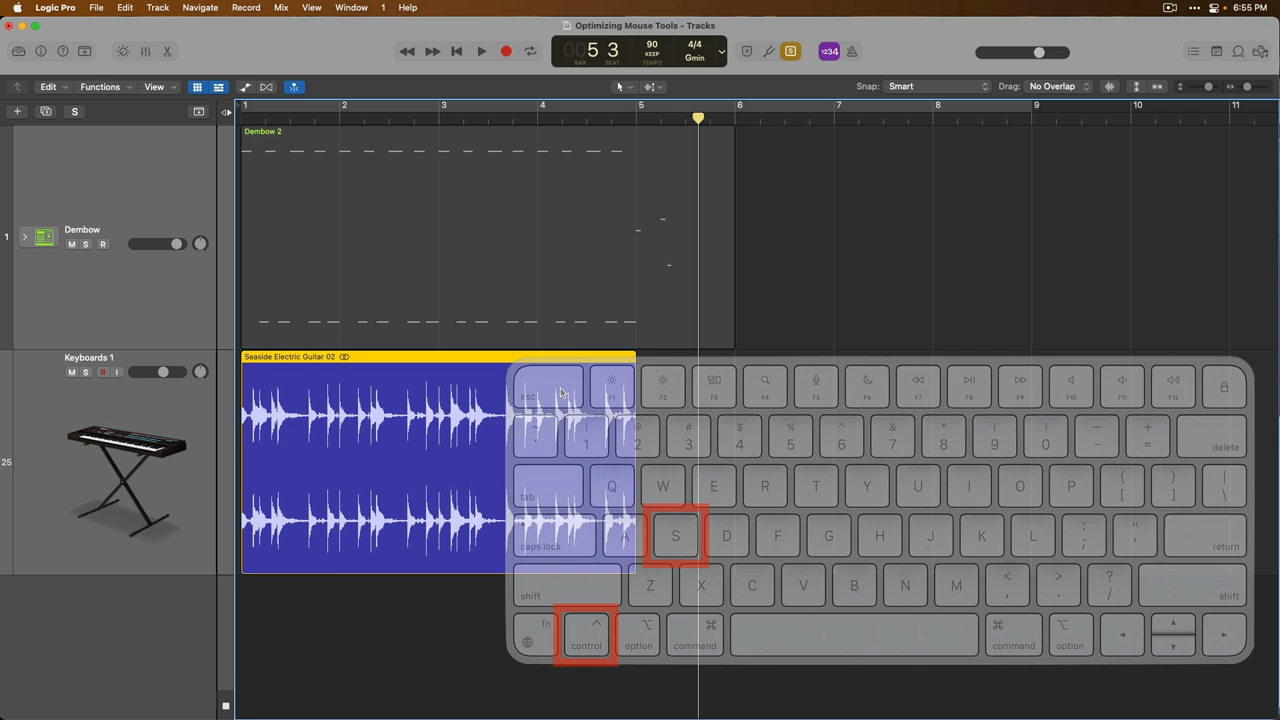 Logic Pro File Edit Track Navigate Record Mix View Window 1 Help 6:55 PM
Optimizing Mouse Tools - Tracks
005 3 90 4/4
BAR BEAT KEEP TEMPO Gmin
S 1234
Edit Functions View Snap: Smart Drag: No Overlap
S
1 2 3 4 5 6 7 8 9 10 11
Dembow 2
1 Dembow
M S R
Keyboards 1
M S R I
25
Seaside Electric Guitar 02
esc F1 F2 F3 F4 F5 F6 F7 F8 F9 F10 F11 F12
~ ! @ # $ % ^ & * ( ) — +
` 1 2 3 4 5 6 7 8 9 0 - = delete
tab Q W E R T Y U I O P { [ } ] | \
caps lock A S D F G H J K L : ; " ' return
shift Z X C V B N M < , > . ? / shift
fn control option command ⌘ ⌘ command option